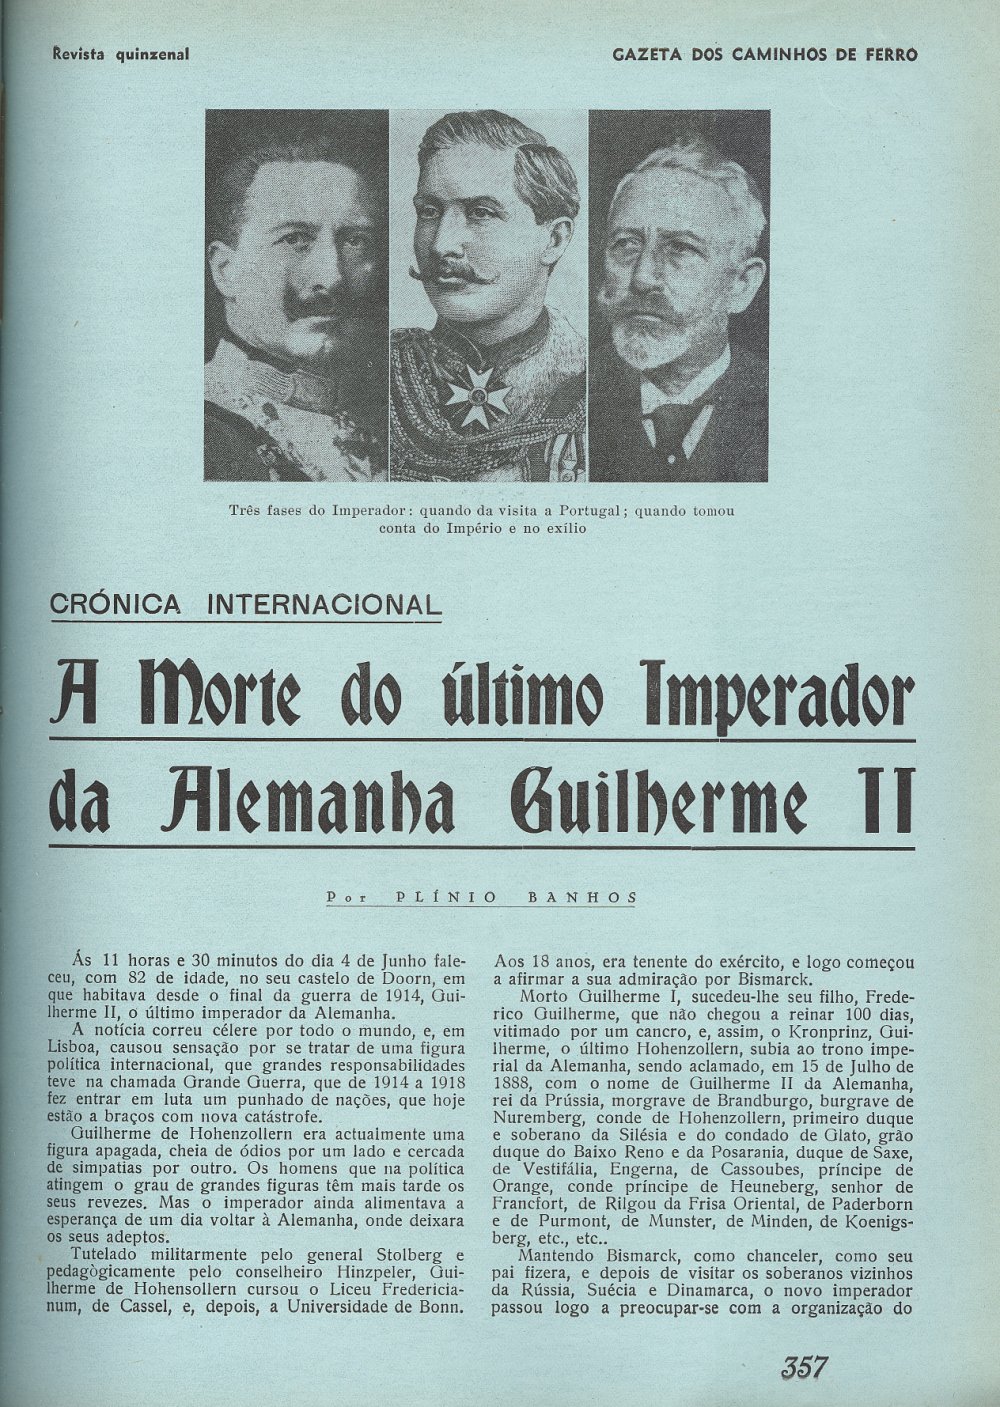 Revista quinzenal
GAZETA DOS CAMINHOS DE FERRO
Três fases do Imperador: quando da visita a Portugal; quando tomou
conta do Império e no exílio
CRÓNICA INTERNACIONAL
A Morte do último Imperador
da Alemanha Guilherme II
Por PLÍNIO BANHOS
Ás 11 horas e 30 minutos do dia 4 de Junho fale-
ceu, com 82 de idade, no seu castelo de Doorn, em
que habitava desde o final da guerra de 1914, Gui-
lherme II, o último imperador da Alemanha.
A notícia correu célere por todo o mundo, e, em
Lisboa, causou sensação por se tratar de uma figura
política internacional, que grandes responsabilidades
teve na chamada Grande Guerra, que de 1914 a 1918
fez entrar em luta um punhado de nações, que hoje
estão a braços com nova catástrofe.
Guilherme de Hohenzollern era actualmente uma
figura apagada, cheia de ódios por um lado e cercada
de simpatias por outro. Os homens que na política
atingem o grau de grandes figuras têm mais tarde os
seus revezes. Mas o imperador ainda alimentava a
esperança de um dia voltar à Alemanha, onde deixara
os seus adeptos.
Tutelado militarmente pelo general Stolberg e
pedagògicamente pelo conselheiro Hinzpeler, Gui-
lherme de Hohensollern cursou o Liceu Fredericia-
num, de Cassel, e, depois, a Universidade de Bonn.
Aos 18 anos, era tenente do exército, e logo começou
a afirmar a sua admiração por Bismarck.
Morto Guilherme I, sucedeu-lhe seu filho, Frede-
rico Guilherme, que não chegou a reinar 100 dias,
vitimado por um cancro, e, assim, o Kronprinz, Gui-
lherme, o último Hohenzollern, subia ao trono impe-
rial da Alemanha, sendo aclamado, em 15 de Julho de
1888, com o nome de Guilherme II da Alemanha,
rei da Prússia, morgrave de Brandburgo, burgrave de
Nuremberg, conde de Hohenzollern, primeiro duque
e soberano da Silésia e do condado de Glato, grão
duque do Baixo Reno e da Posarania, duque de Saxe,
de Vestifália, Engerna, de Cassoubes, príncipe de
Orange, conde príncipe de Heuneberg, senhor de
Francfort, de Rilgou da Frisa Oriental, de Paderborn
e de Purmont, de Munster, de Minden, de Koenigs-
berg, etc., etc..
Mantendo Bismarck, como chanceler, como seu
pai fizera, e depois de visitar os soberanos vizinhos
da Rússia, Suécia e Dinamarca, o novo imperador
passou logo a preocupar-se com a organização do
357